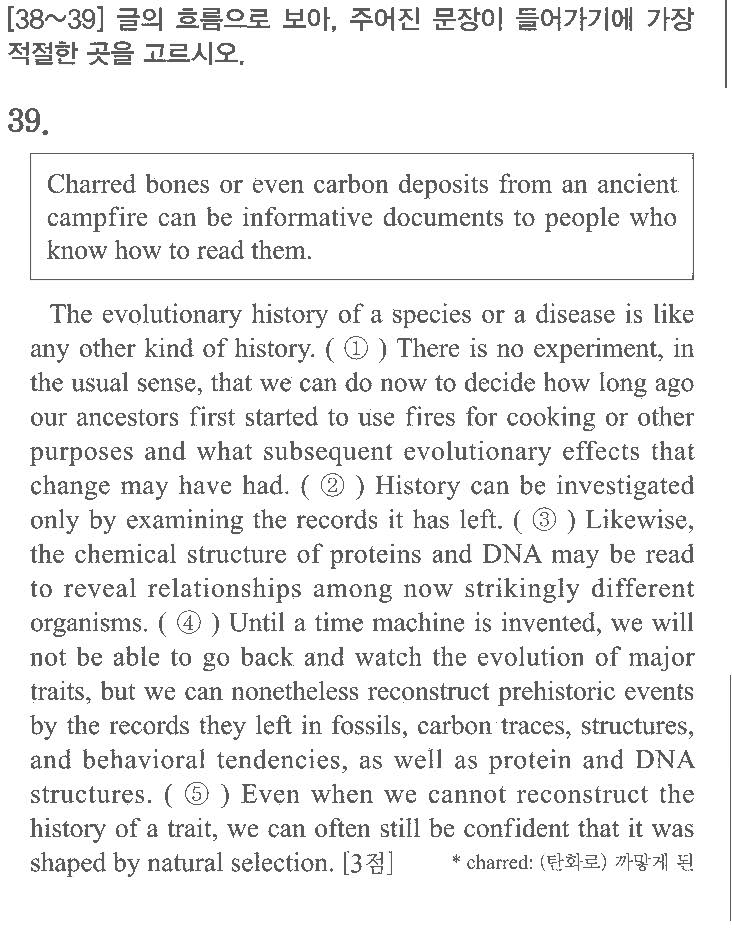 [38～39] 글의 흐름으로 보아, 주어진 문장이 들어가기에 가장
적절한 곳을 고르시오.
39.
Charred bones or even carbon deposits from an ancient
campfire can be informative documents to people who
know how to read them.
The evolutionary history of a species or a disease is like
any other kind of history. ( ① ) There is no experiment, in
the usual sense, that we can do now to decide how long ago
our ancestors first started to use fires for cooking or other
purposes and what subsequent evolutionary effects that
change may have had. ( ② ) History can be investigated
only by examining the records it has left. ( ③ ) Likewise,
the chemical structure of proteins and DNA may be read
to reveal relationships among now strikingly different
organisms. ( ④ ) Until a time machine is invented, we will
not be able to go back and watch the evolution of major
traits, but we can nonetheless reconstruct prehistoric events
by the records they left in fossils, carbon traces, structures,
and behavioral tendencies, as well as protein and DNA
structures. ( ⑤ ) Even when we cannot reconstruct the
history of a trait, we can often still be confident that it was
shaped by natural selection. [3점] * charred: (탄화로)까맣게 된